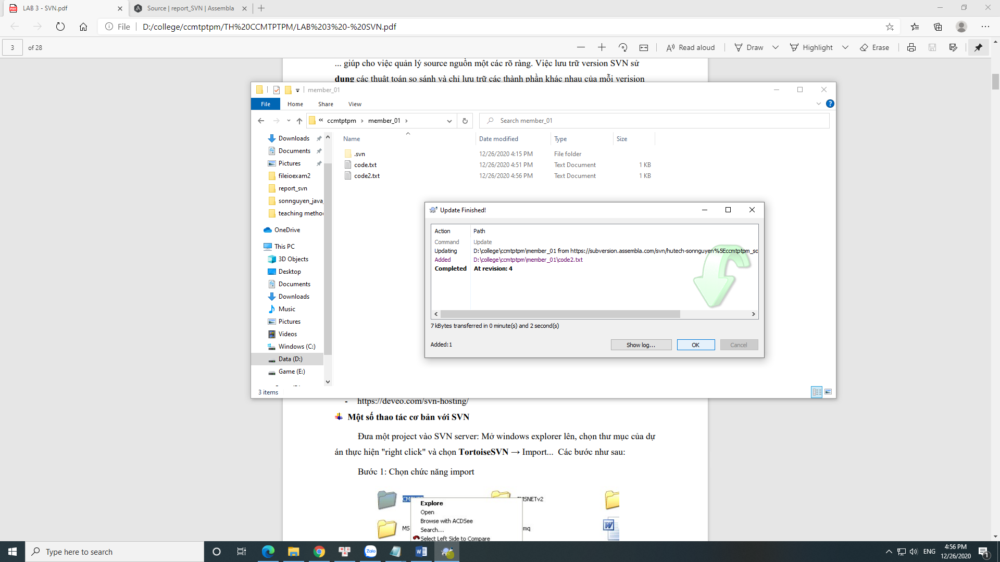 LAB 3 - SVN.pdf
Source | report_SVN | Assembla
File
D:/college/ccmtptpm/TH%20CCMTPTPM/LAB%203%20-%20SVN.pdf
3 of 28
Read aloud
Draw
Highlight
Erase
... giúp cho việc quản lý source nguồn một các rõ ràng. Việc lưu trữ version SVN sử
dụng các thuật toán so sánh và chỉ lưu trữ các thành phần khác nhau của mỗi verision
member_01
File Home Share View
« ccmtptpm > member_01 >
Search member_01
Downloads
Documents
Pictures
fileioexam2
report_svn
sonnguyen_java_
teaching metho
OneDrive
This PC
3D Objects
Desktop
Documents
Downloads
Music
Pictures
Videos
Windows (C:)
Data (D:)
Game (E:)
Name Date modified Type Size
.svn 12/26/2020 4:15 PM File folder
code.txt 12/26/2020 4:51 PM Text Document 1 KB
code2.txt 12/26/2020 4:56 PM Text Document 1 KB
3 items
Update Finished!
Action Path
Command Update
Updating D:\college\ccmtptpm\member_01 from https://subversion.assembla.com/svn/hutech-sonnguyen%5Eccmtptpm_sc
Added D:\college\ccmtptpm\member_01\code2.txt
Completed At revision: 4
7 kBytes transferred in 0 minute(s) and 2 second(s)
Added:1
Show log...
OK
Cancel
- https://deveo.com/svn-hosting/
Một số thao tác cơ bản với SVN
Đưa một project vào SVN server: Mở windows explorer lên, chọn thư mục của dự
án thực hiện "right click" và chọn TortoiseSVN → Import... Các bước như sau:
Bước 1: Chọn chức năng import
Explore
Open
Browse with ACDSee
Search...
Select Left Side to Compare
MS
mq
Type here to search
Zalo
ENG
4:56 PM
12/26/2020
1